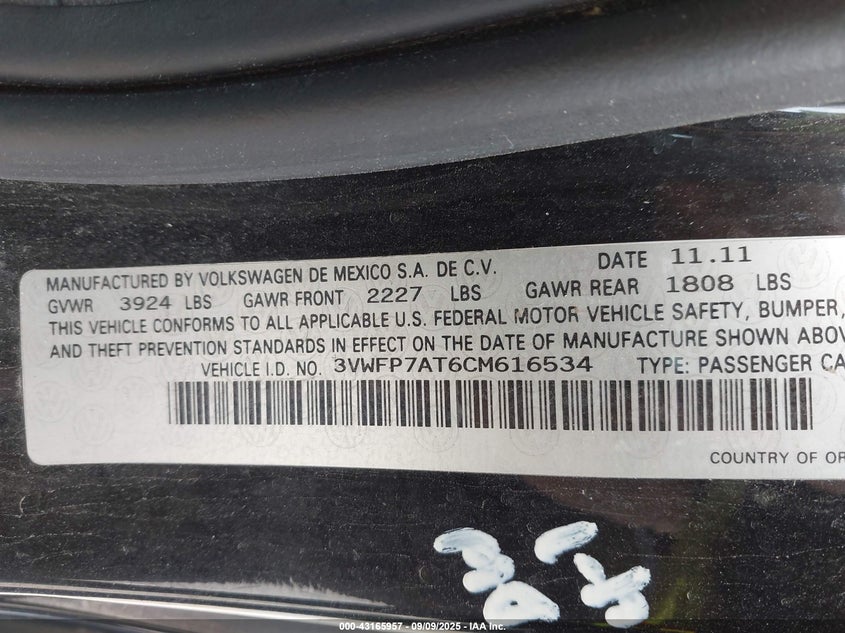 MANUFACTURED BY VOLKSWAGEN DE MEXICO S.A. DE C.V. DATE 11.11
GVWR 3924 LBS GAWR FRONT 2227 LBS GAWR REAR 1808 LBS
THIS VEHICLE CONFORMS TO ALL APPLICABLE U.S. FEDERAL MOTOR VEHICLE SAFETY, BUMPER,
AND THEFT PREVENTION STANDARDS IN EFFECT ON THE DATE OF MANUFACTURE SHOWN ABOV
VEHICLE I.D. NO. 3VWFP7AT6CM616534 TYPE: PASSENGER CA
COUNTRY OF OR
000-43165957 - 09/09/2025 - IAA Inc.